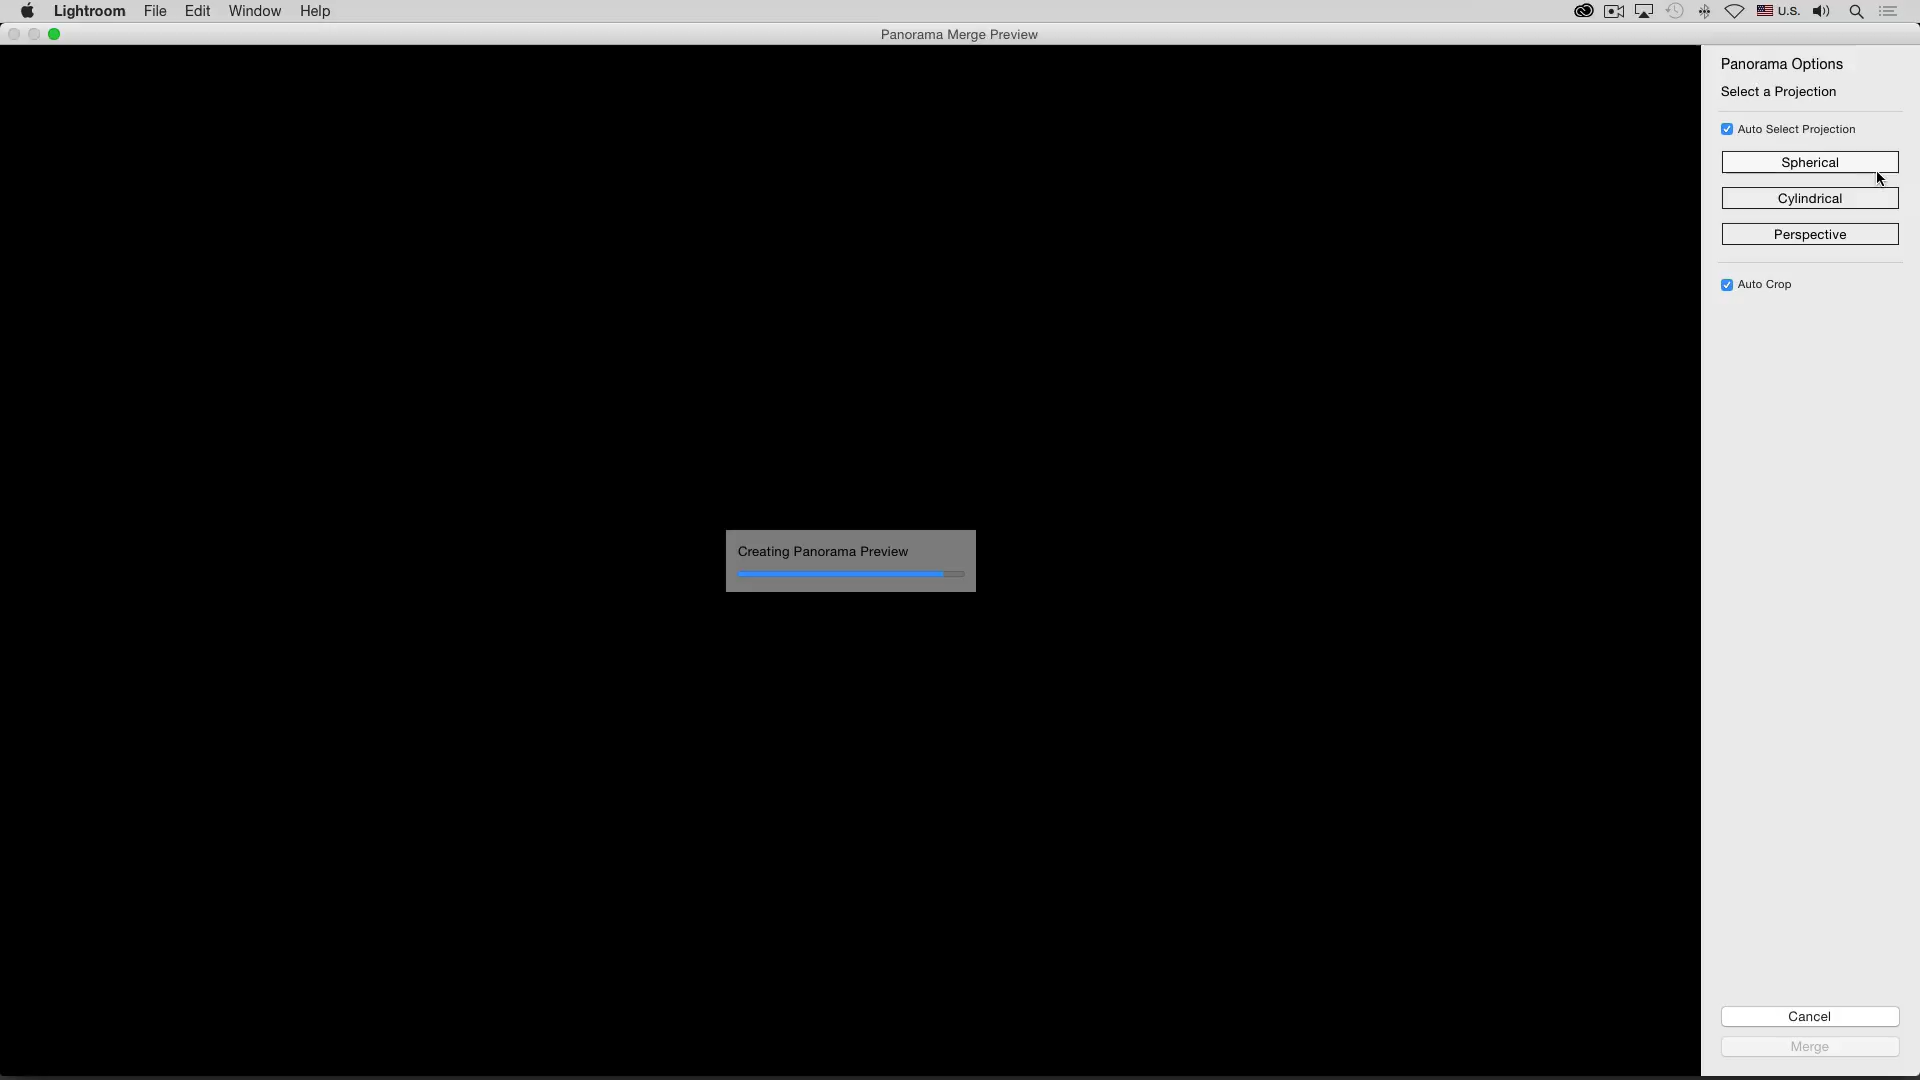 Lightroom File Edit Window Help U.S.
Panorama Merge Preview
Panorama Options
Select a Projection
Auto Select Projection
Spherical
Cylindrical
Perspective
Auto Crop
Creating Panorama Preview
Cancel
Merge